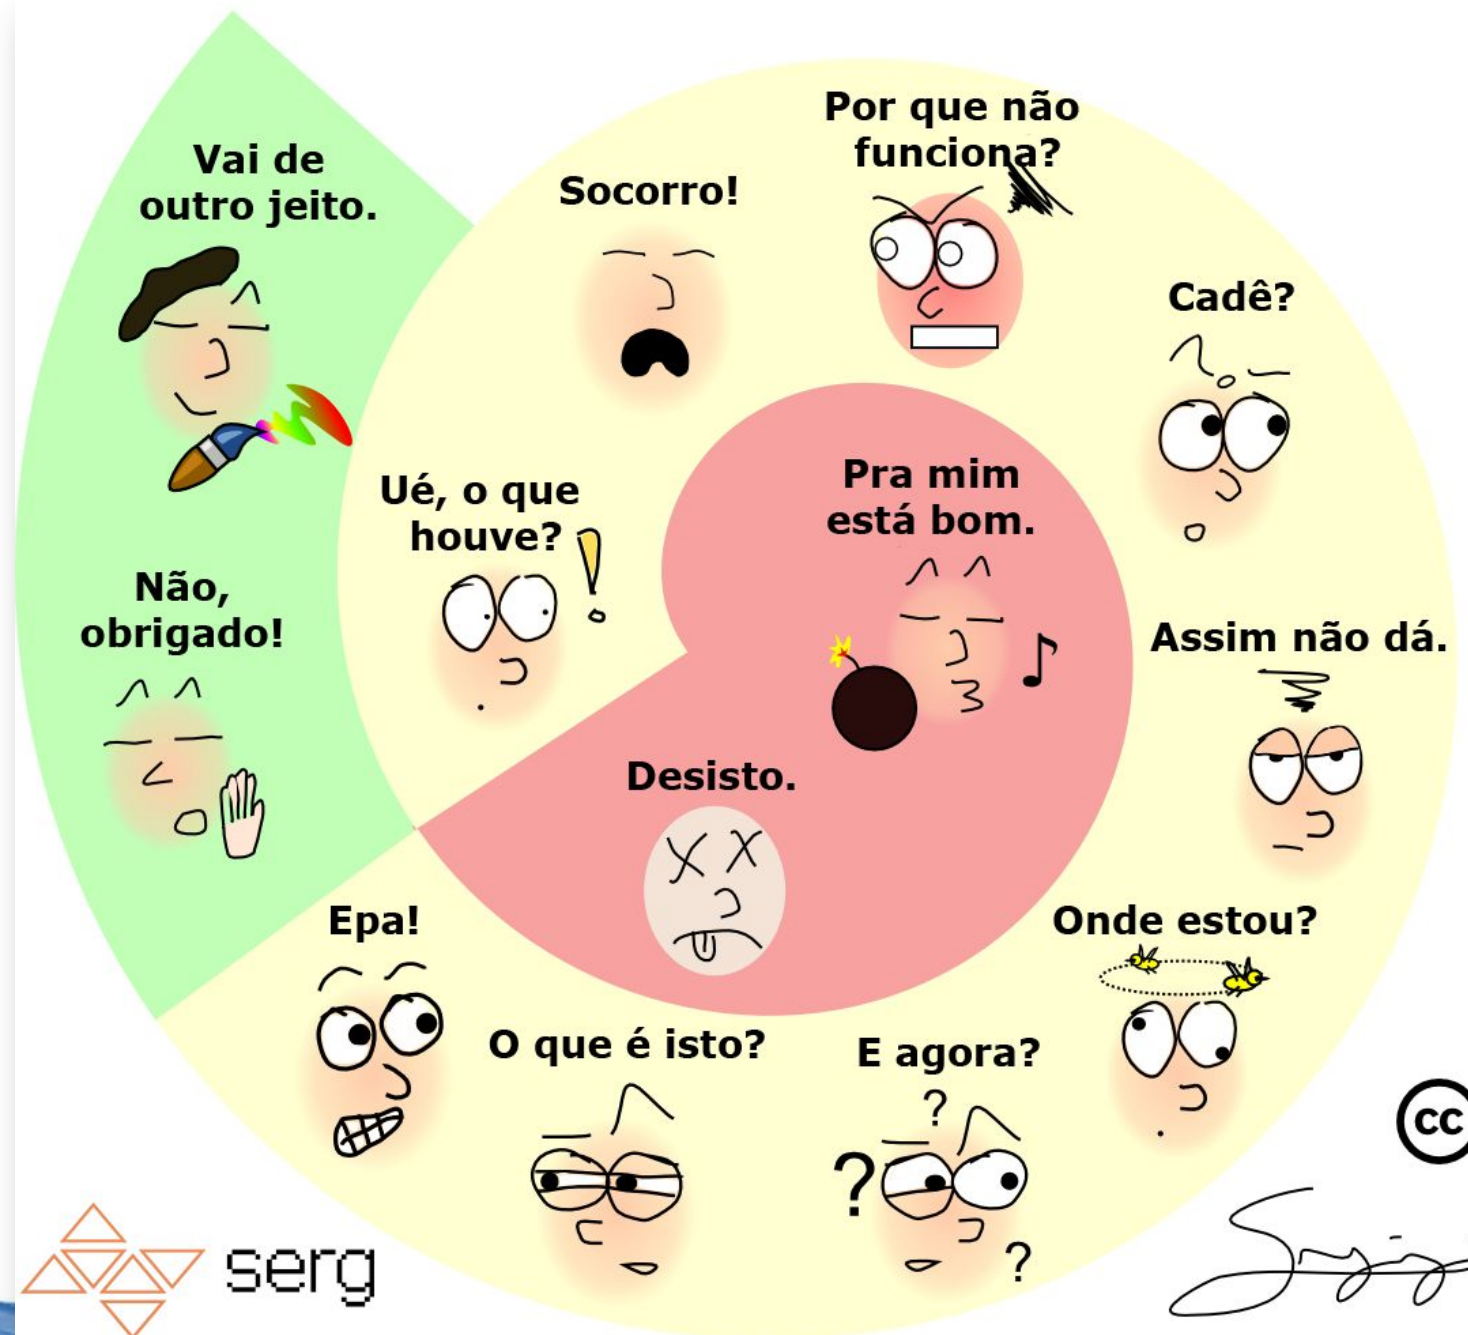 Vai de
outro jeito.
Não,
obrigado!
Epa!
O que é isto?
E agora?
?
?
?
Onde estou?
Assim não dá.
Cadê?
Por que não
funciona?
Socorro!
Ué, o que
houve?
!
Pra mim
está bom.
Desisto.
cc
serg